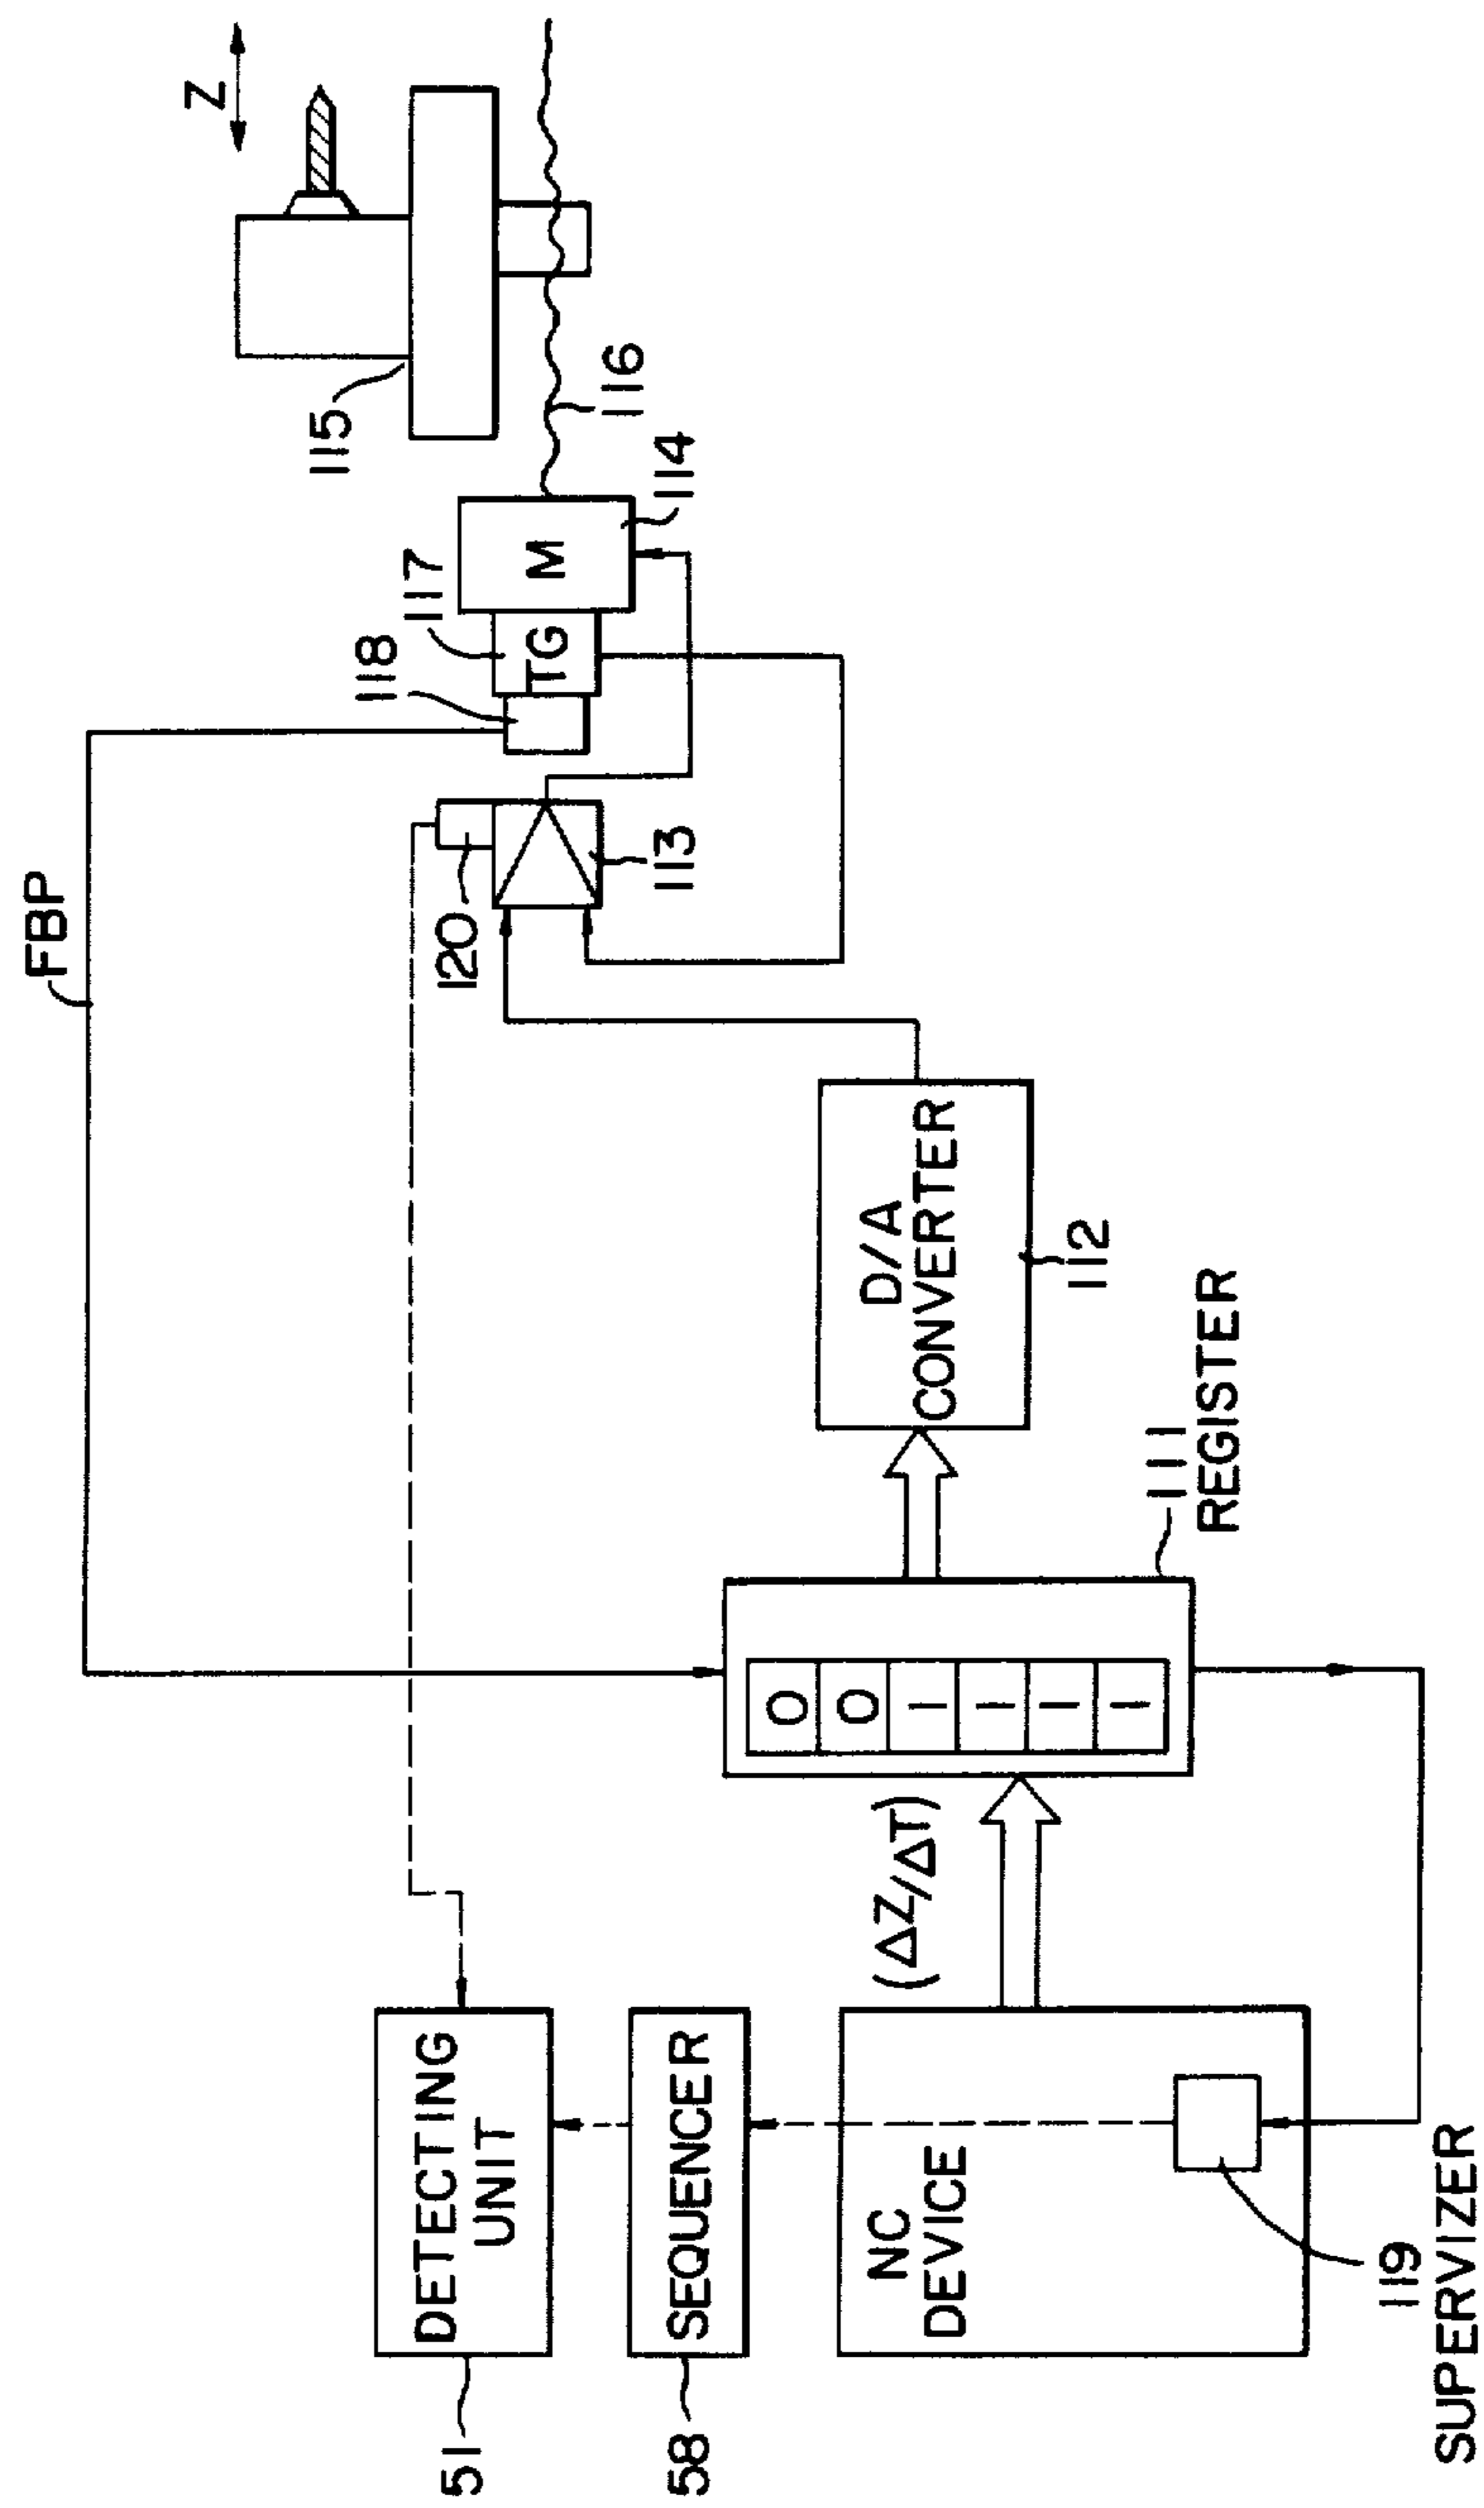 FBP
Z
115
118
117
TG
M
120
116
113
114
51
DETECTING
UNIT
58
SEQUENCER
NC
DEVICE
(ΔZ/ΔT)
0 0 1 1 1 1
D/A
CONVERTER
112
111
REGISTER
119
SUPERVIZER